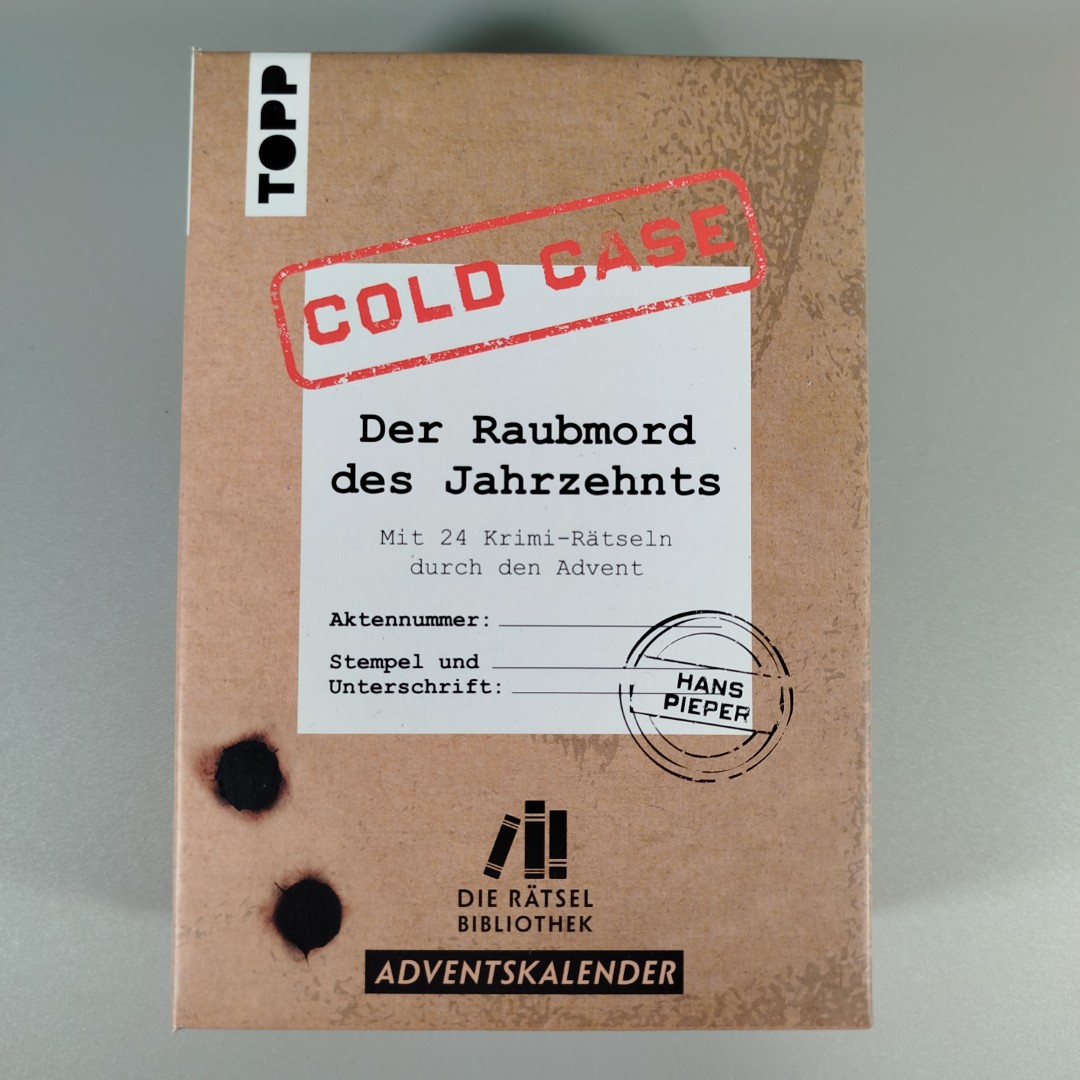 TOPP
COLD CASE
Der Raubmord
des Jahrzehnts
Mit 24 Krimi-Rätseln
durch den Advent
Aktennummer:
Stempel und
Unterschrift:
HANS
PIEPER
DIE RÄTSEL
BIBLIOTHEK
ADVENTSKALENDER